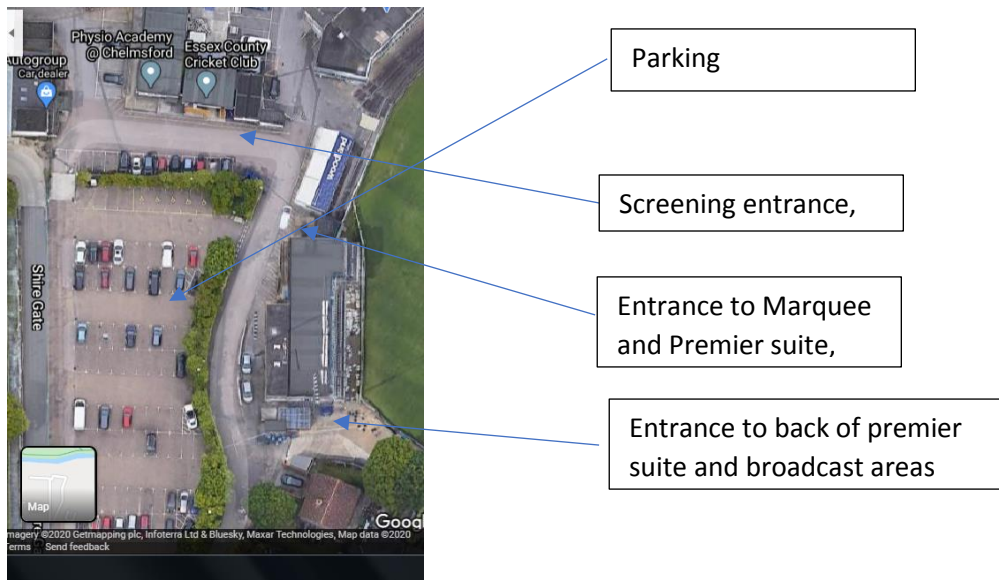 Physio Academy
@ Chelmsford
Essex County
Cricket Club
Autogroup
Car dealer
woodland
Shire Gate
Map
Google
Imagery ©2020 Getmapping plc, Infoterra Ltd & Bluesky, Maxar Technologies, Map data ©2020
Terms
Send feedback
Parking
Screening entrance,
Entrance to Marquee
and Premier suite,
Entrance to back of premier
suite and broadcast areas